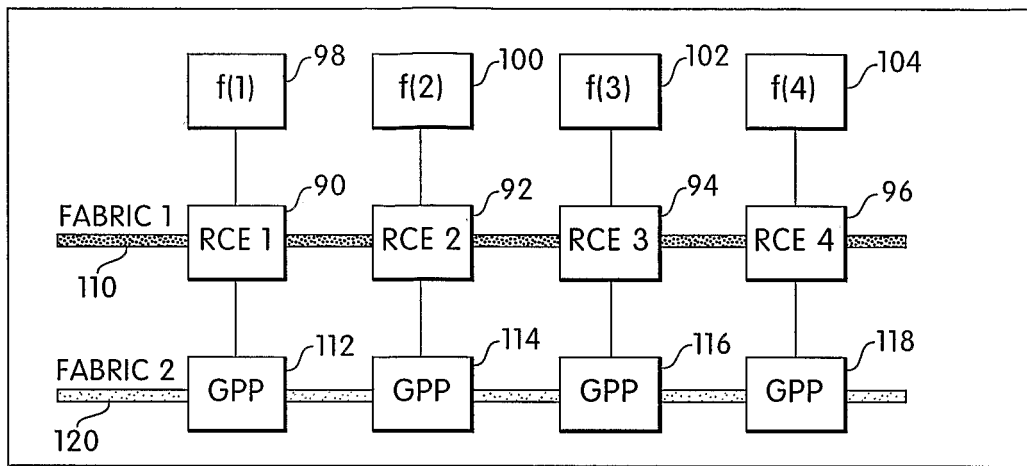 98 100 102 104
f(1) f(2) f(3) f(4)
90 92 94 96
FABRIC 1
RCE 1 RCE 2 RCE 3 RCE 4
110
112 114 116 118
FABRIC 2
GPP GPP GPP GPP
120